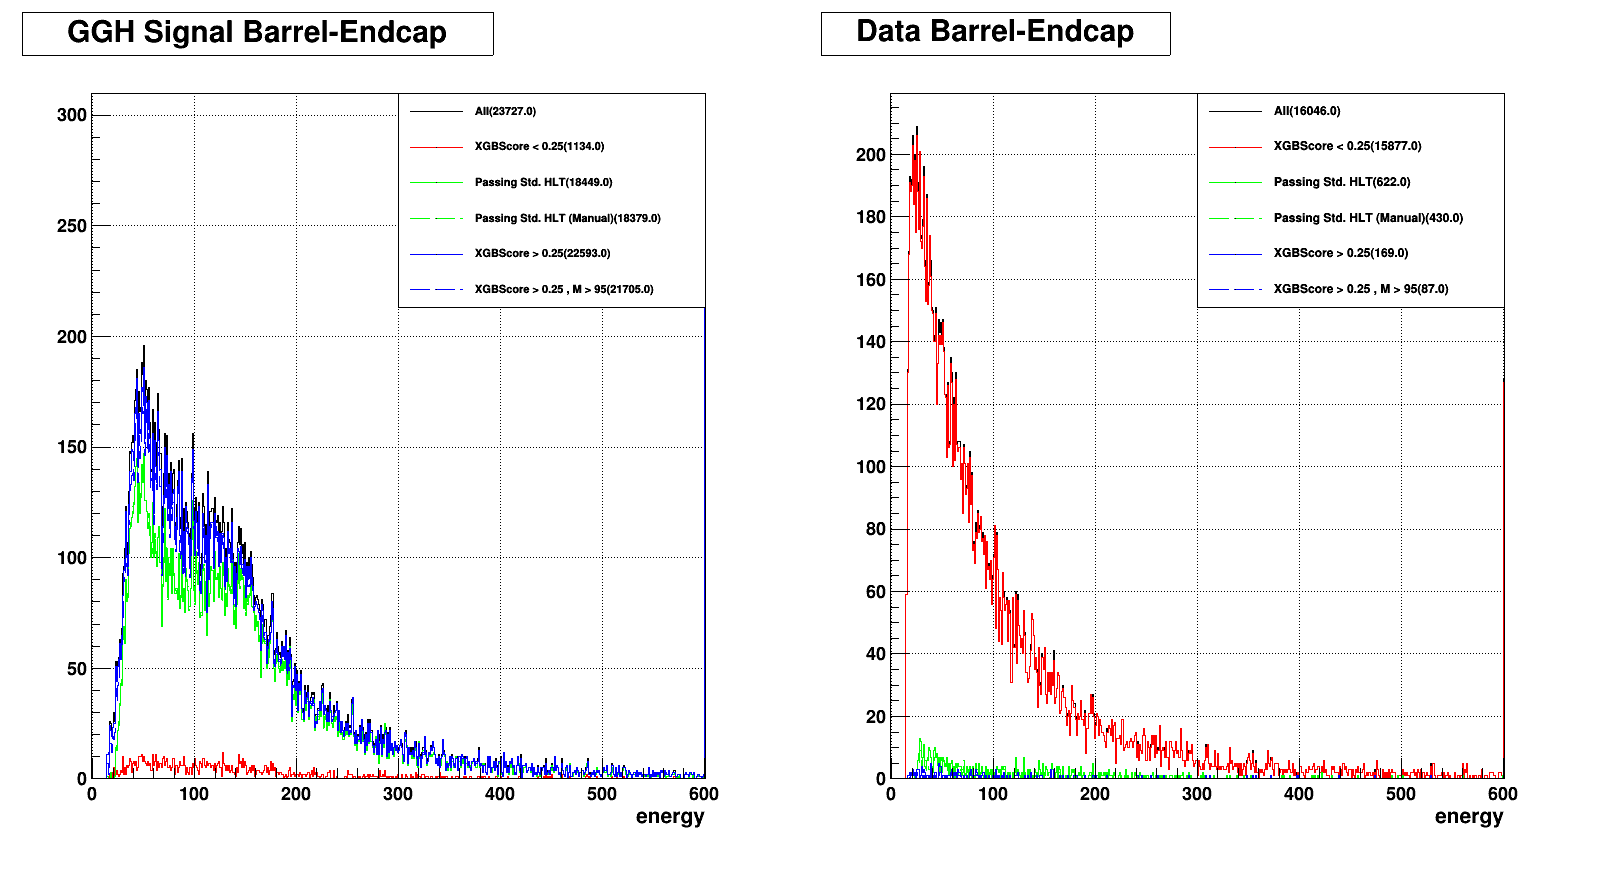 GGH Signal Barrel-Endcap
All(23727.0)
XGBScore < 0.25(1134.0)
Passing Std. HLT(18449.0)
Passing Std. HLT (Manual)(18379.0)
XGBScore > 0.25(22593.0)
XGBScore > 0.25 , M > 95(21705.0)
300
250
200
150
100
50
0
0 100 200 300 400 500 600
energy
Data Barrel-Endcap
All(16046.0)
XGBScore < 0.25(15877.0)
Passing Std. HLT(622.0)
Passing Std. HLT (Manual)(430.0)
XGBScore > 0.25(169.0)
XGBScore > 0.25 , M > 95(87.0)
200
180
160
140
120
100
80
60
40
20
0
0 100 200 300 400 500 600
energy